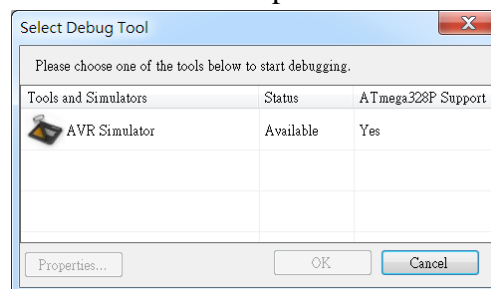 Select Debug Tool
Please choose one of the tools below to start debugging.
Tools and Simulators Status ATmega328P Support
AVR Simulator Available Yes
Properties... OK Cancel